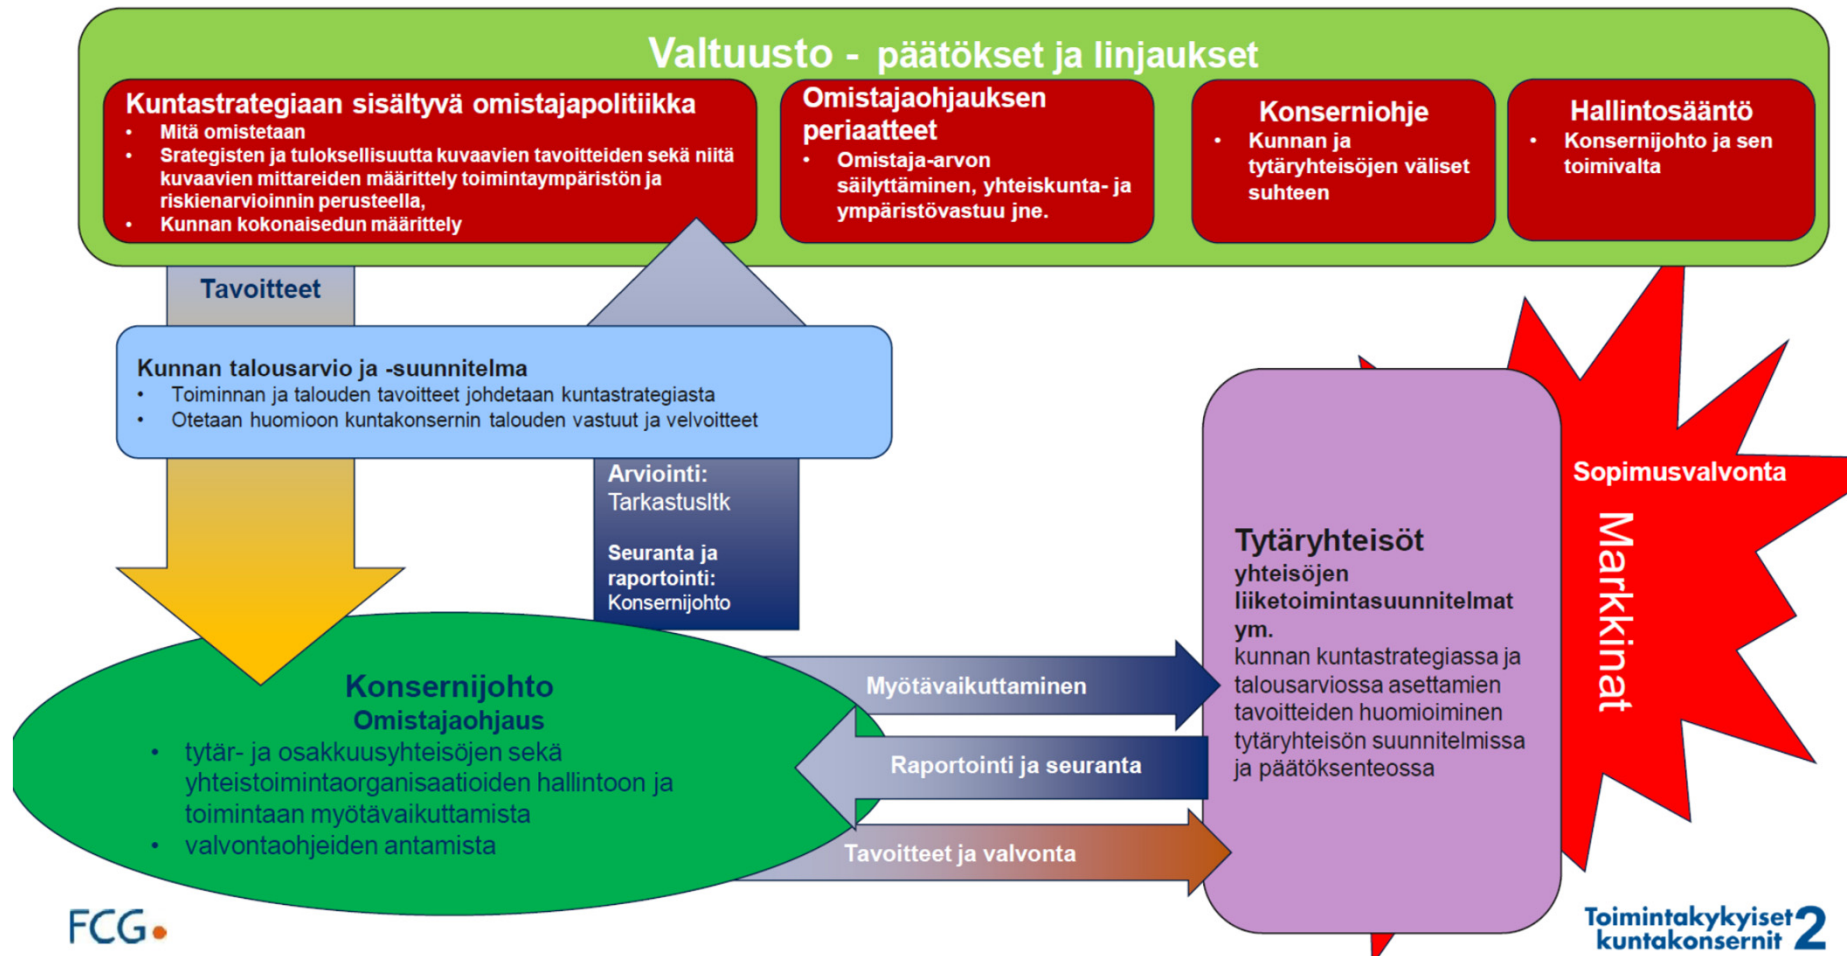 Valtuusto - päätökset ja linjaukset
Kuntastrategiaan sisältyvä omistajapolitiikka
• Mitä omistetaan
• Srategisten ja tuloksellisuutta kuvaavien tavoitteiden sekä niitä
kuvaavien mittareiden määrittely toimintaympäristön ja
riskienarvioinnin perusteella,
• Kunnan kokonaisedun määrittely
Omistajaohjauksen
periaatteet
• Omistaja-arvon
säilyttäminen, yhteiskunta- ja
ympäristövastuu jne.
Konserniohje
• Kunnan ja
tytäryhteisöjen väliset
suhteen
Hallintosääntö
• Konsernijohto ja sen
toimivalta
Tavoitteet
Kunnan talousarvio ja -suunnitelma
• Toiminnan ja talouden tavoitteet johdetaan kuntastrategiasta
• Otetaan huomioon kuntakonsernin talouden vastuut ja velvoitteet
Arviointi:
Tarkastusltk
Seuranta ja
raportointi:
Konsernijohto
Konsernijohto
Omistajaohjaus
• tytär- ja osakkuusyhteisöjen sekä
yhteistoimintaorganisaatioiden hallintoon ja
toimintaan myötävaikuttamista
• valvontaohjeiden antamista
Myötävaikuttaminen
Raportointi ja seuranta
Tavoitteet ja valvonta
Tytäryhteisöt
yhteisöjen
liiketoimintasuunnitelmat
ym.
kunnan kuntastrategiassa ja
talousarviossa asettamien
tavoitteiden huomioiminen
tytäryhteisön suunnitelmissa
ja päätöksenteossa
Sopimusvalvonta
Markkinat
FCG
Toimintakykyiset 2
kuntakonsernit